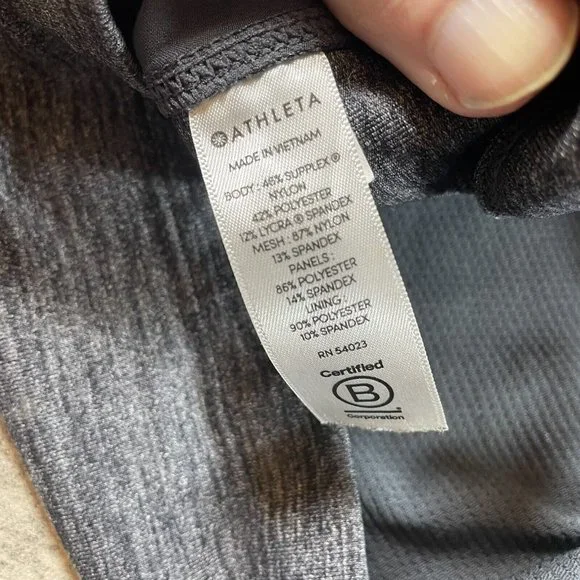 ATHLETA
MADE IN VIETNAM
BODY : 46% SUPPLEX ®
NYLON
42% POLYESTER
12% LYCRA ® SPANDEX
MESH : 87% NYLON
13% SPANDEX
PANELS :
86% POLYESTER
14% SPANDEX
LINING :
90% POLYESTER
10% SPANDEX
RN 54023
Certified
B
Corporation